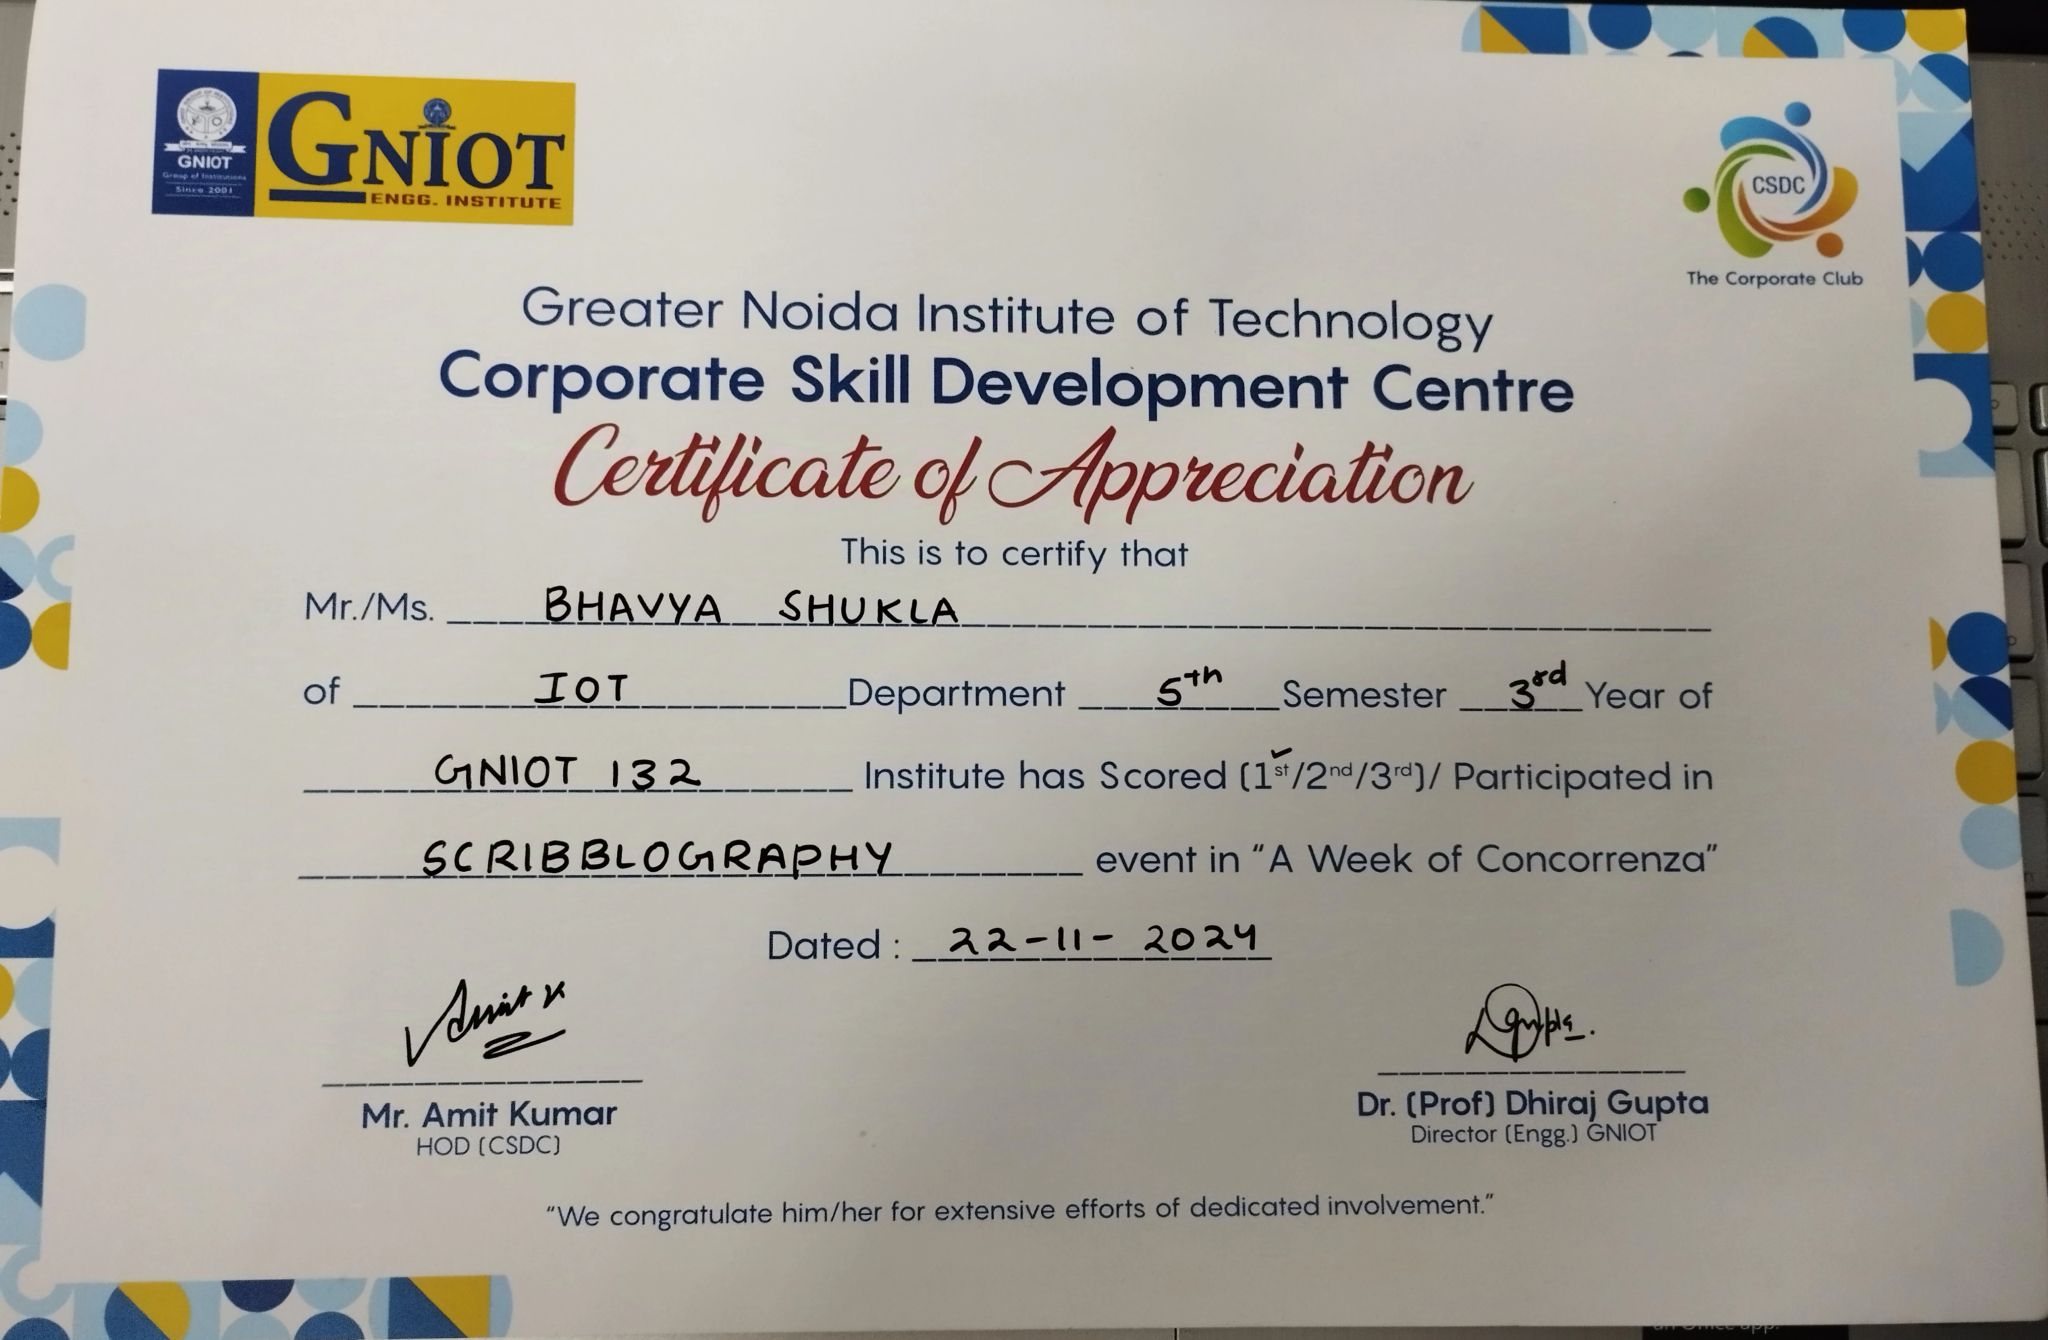 GNIOT
Group of Institutions
Since 2001
GNIOT
ENGG. INSTITUTE
CSDC
The Corporate Club
Greater Noida Institute of Technology
Corporate Skill Development Centre
Certificate of Appreciation
This is to certify that
Mr./Ms. BHAVYA SHUKLA
of IOT Department 5th Semester 3rd Year of
GNIOT 132 Institute has Scored (1st/2nd/3rd)/ Participated in
SCRIBBLOGRAPHY event in “A Week of Concorrenza”
Dated : 22-11-2024
Amit K
Mr. Amit Kumar
HOD (CSDC)
DGupta.
Dr. (Prof) Dhiraj Gupta
Director (Engg.) GNIOT
“We congratulate him/her for extensive efforts of dedicated involvement.”